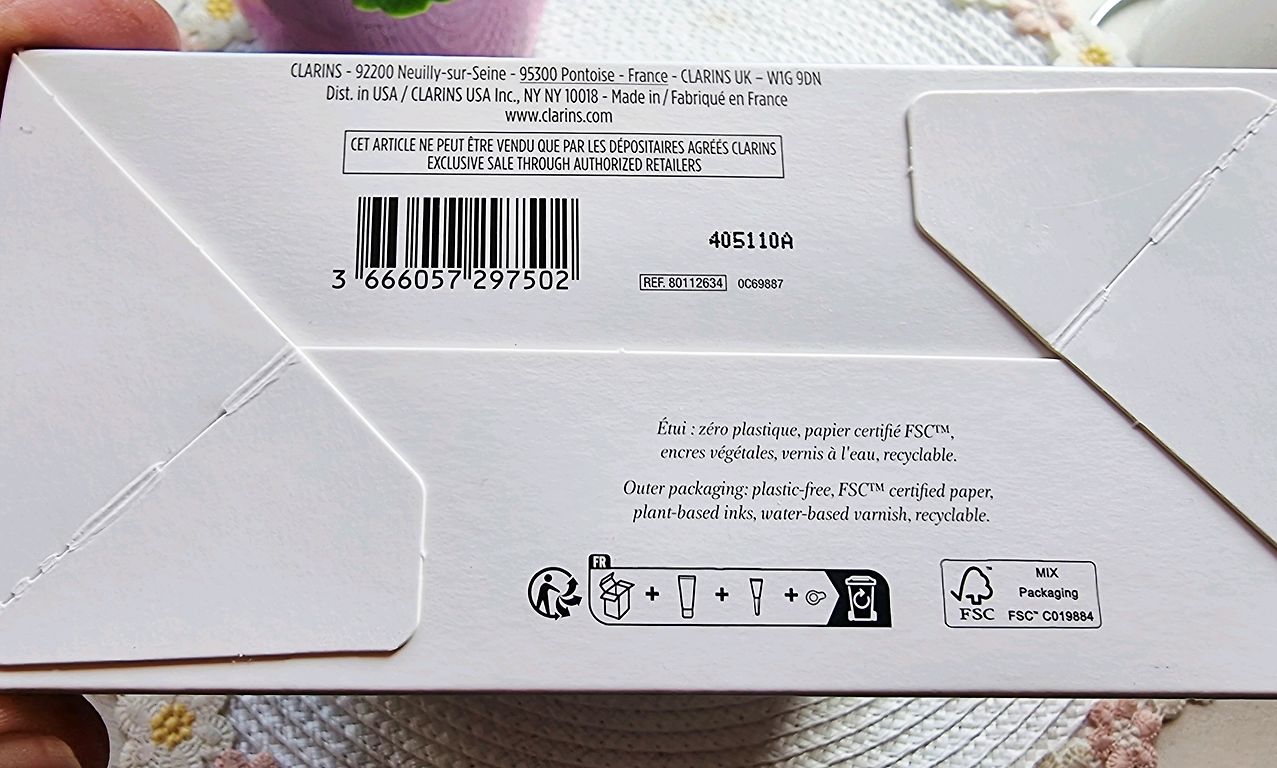 CLARINS - 92200 Neuilly-sur-Seine - 95300 Pontoise - France - CLARINS UK – W1G 9DN
Dist. in USA / CLARINS USA Inc., NY NY 10018 - Made in / Fabriqué en France
www.clarins.com
CET ARTICLE NE PEUT ÊTRE VENDU QUE PAR LES DÉPOSITAIRES AGRÉÉS CLARINS
EXCLUSIVE SALE THROUGH AUTHORIZED RETAILERS
405110A
3 666057 297502
REF. 80112634 0C69887
Étui : zéro plastique, papier certifié FSC™,
encres végétales, vernis à l'eau, recyclable.
Outer packaging: plastic-free, FSC™ certified paper,
plant-based inks, water-based varnish, recyclable.
FR
+ + +
FSC
MIX
Packaging
FSC™ C019884